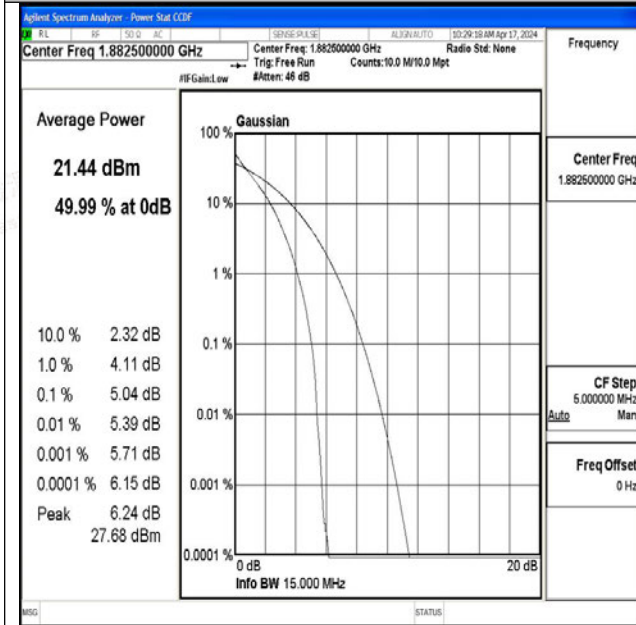 Agilent Spectrum Analyzer - Power Stat CCDF
RL RF 50 Ω AC SENSE:PULSE ALIGNAUTO 10:29:18 AM Apr 17, 2024
Center Freq 1.882500000 GHz
Center Freq: 1.882500000 GHz Radio Std: None
Trig: Free Run Counts:10.0 M/10.0 Mpt
#IFGain:Low #Atten: 46 dB
Average Power
21.44 dBm
49.99 % at 0dB
10.0 % 2.32 dB
1.0 % 4.11 dB
0.1 % 5.04 dB
0.01 % 5.39 dB
0.001 % 5.71 dB
0.0001 % 6.15 dB
Peak 6.24 dB
27.68 dBm
Gaussian
100 %
10 %
1 %
0.1 %
0.01 %
0.001 %
0.0001 %
0 dB 20 dB
Info BW 15.000 MHz
Frequency
Center Freq
1.882500000 GHz
CF Step
5.000000 MHz
Auto Man
Freq Offset
0 Hz
MSG STATUS